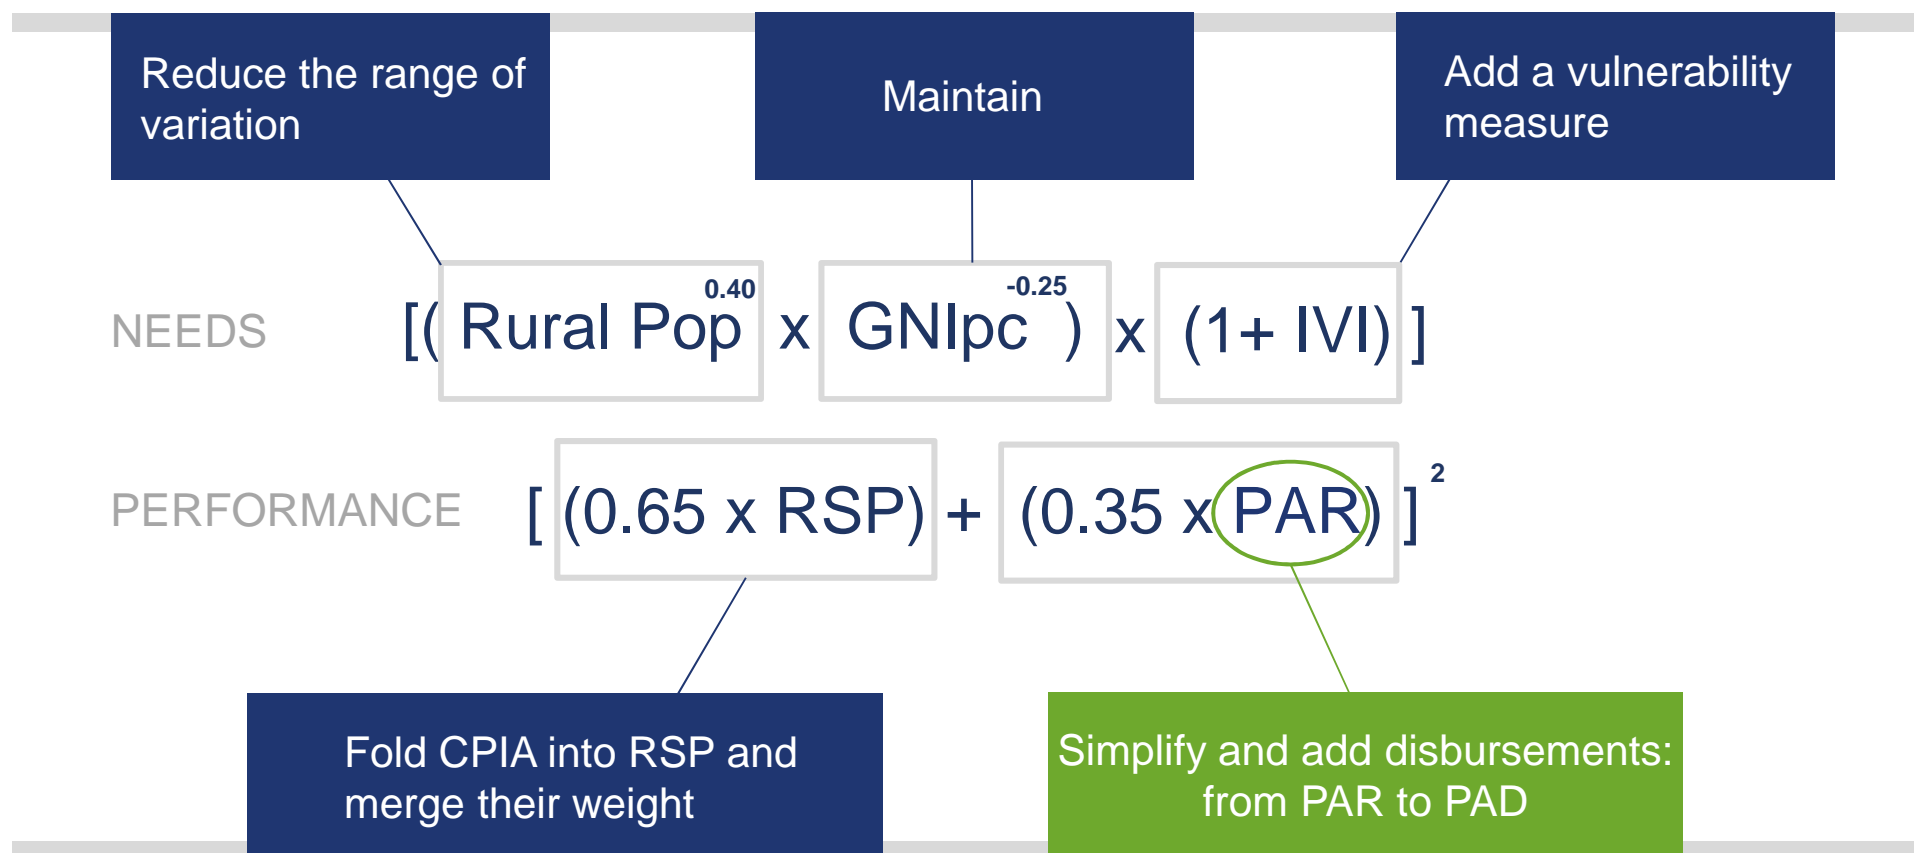 Reduce the range of
variation
Maintain
Add a vulnerability
measure
NEEDS [( Rural Pop^0.40 x GNIpc^-0.25 ) x (1+ IVI) ]
PERFORMANCE [ (0.65 x RSP) + (0.35 x PAR) ]^2
Fold CPIA into RSP and
merge their weight
Simplify and add disbursements:
from PAR to PAD